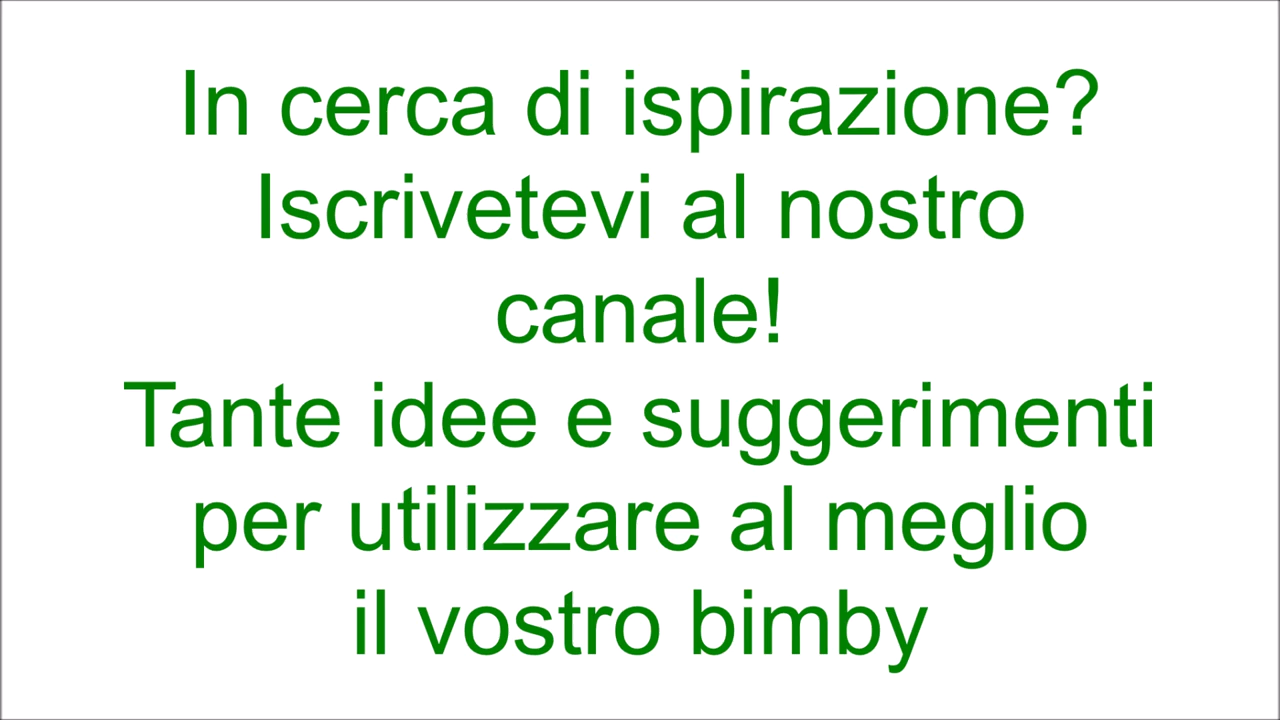 In cerca di ispirazione?
Iscrivetevi al nostro
canale!
Tante idee e suggerimenti
per utilizzare al meglio
il vostro bimby